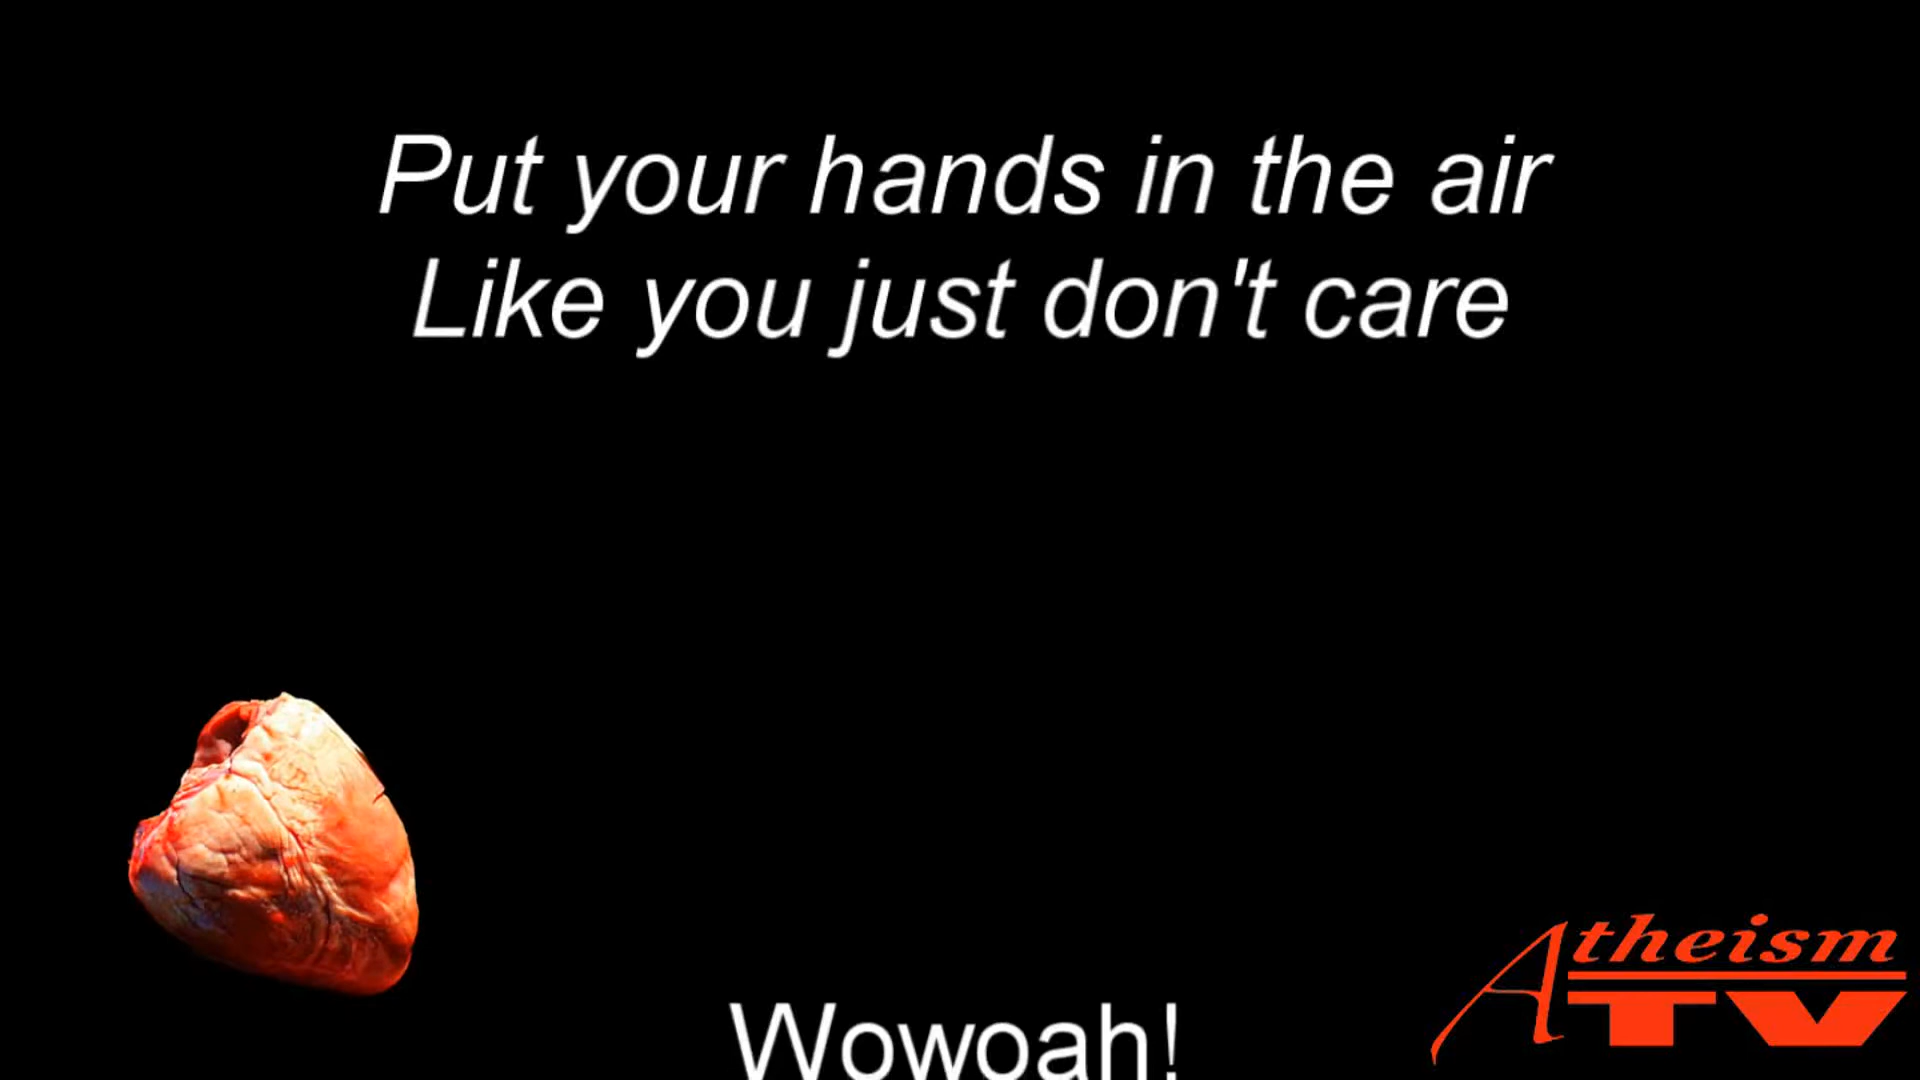 Put your hands in the air
Like you just don't care
Wowoah!
Atheism
TV